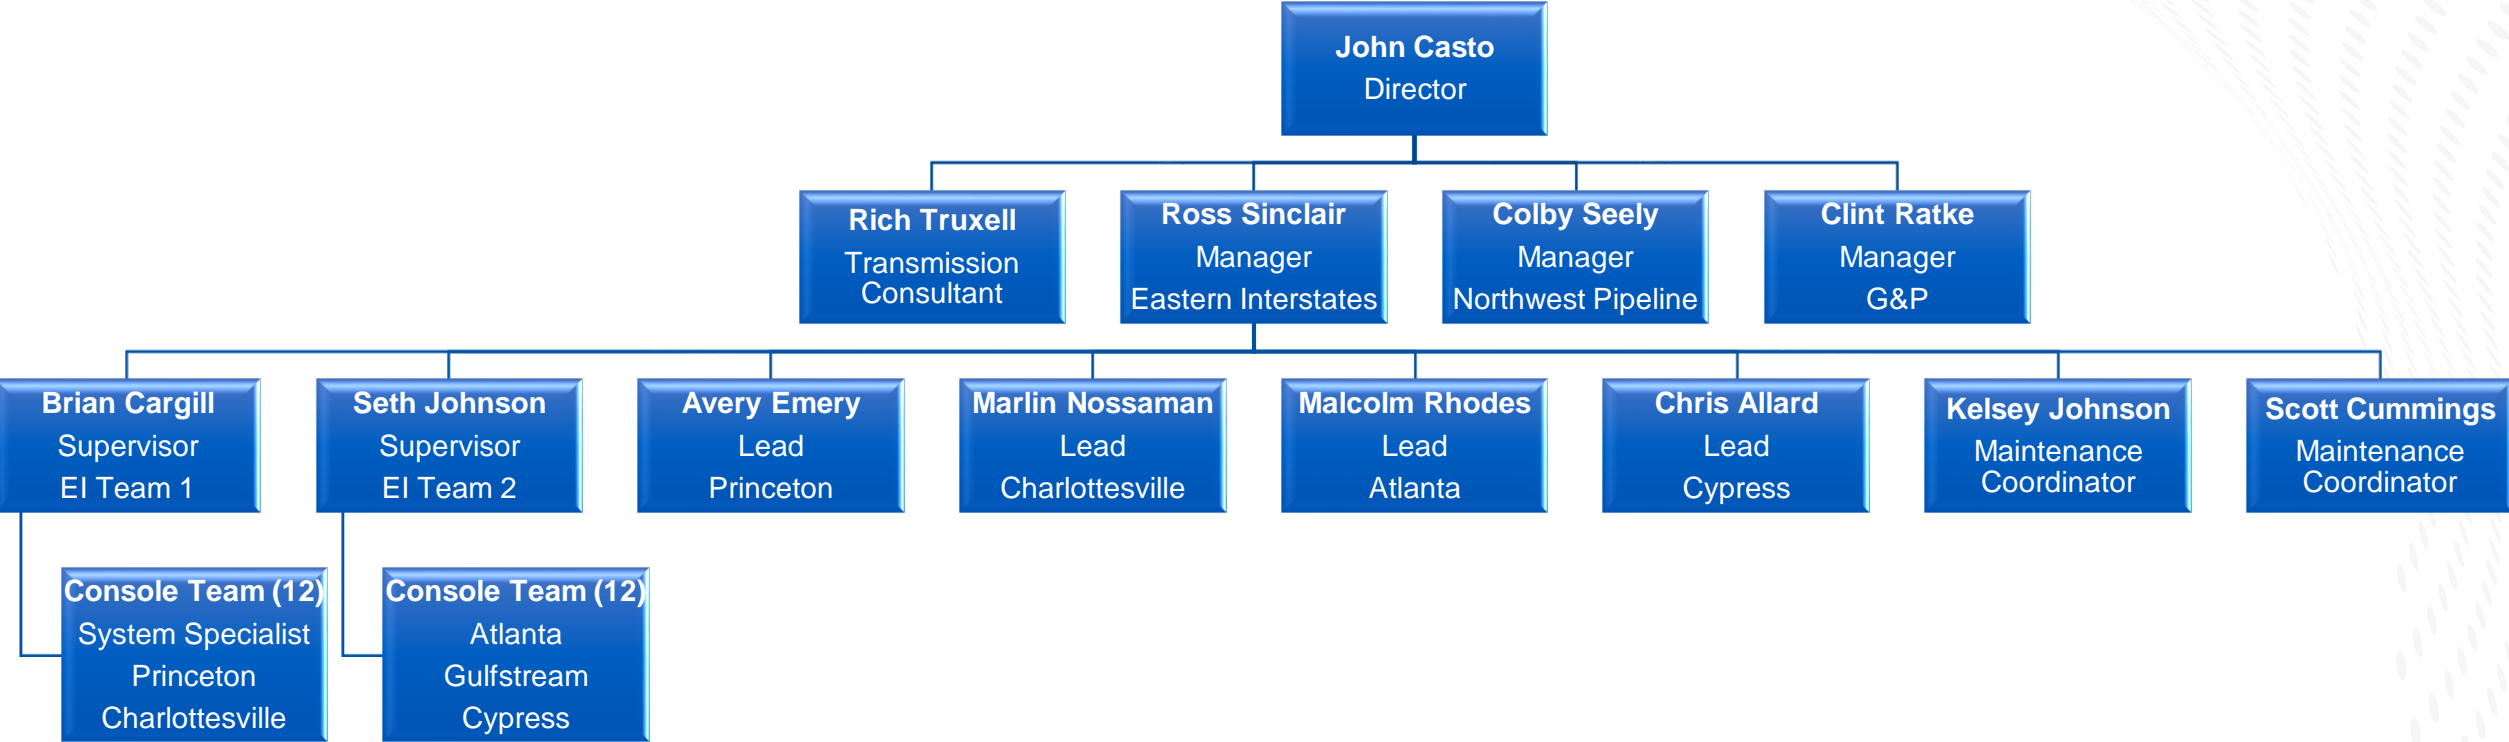 John Casto
Director
Rich Truxell
Transmission
Consultant
Ross Sinclair
Manager
Eastern Interstates
Colby Seely
Manager
Northwest Pipeline
Clint Ratke
Manager
G&P
Brian Cargill
Supervisor
EI Team 1
Seth Johnson
Supervisor
EI Team 2
Avery Emery
Lead
Princeton
Marlin Nossaman
Lead
Charlottesville
Malcolm Rhodes
Lead
Atlanta
Chris Allard
Lead
Cypress
Kelsey Johnson
Maintenance
Coordinator
Scott Cummings
Maintenance
Coordinator
Console Team (12)
System Specialist
Princeton
Charlottesville
Console Team (12)
Atlanta
Gulfstream
Cypress